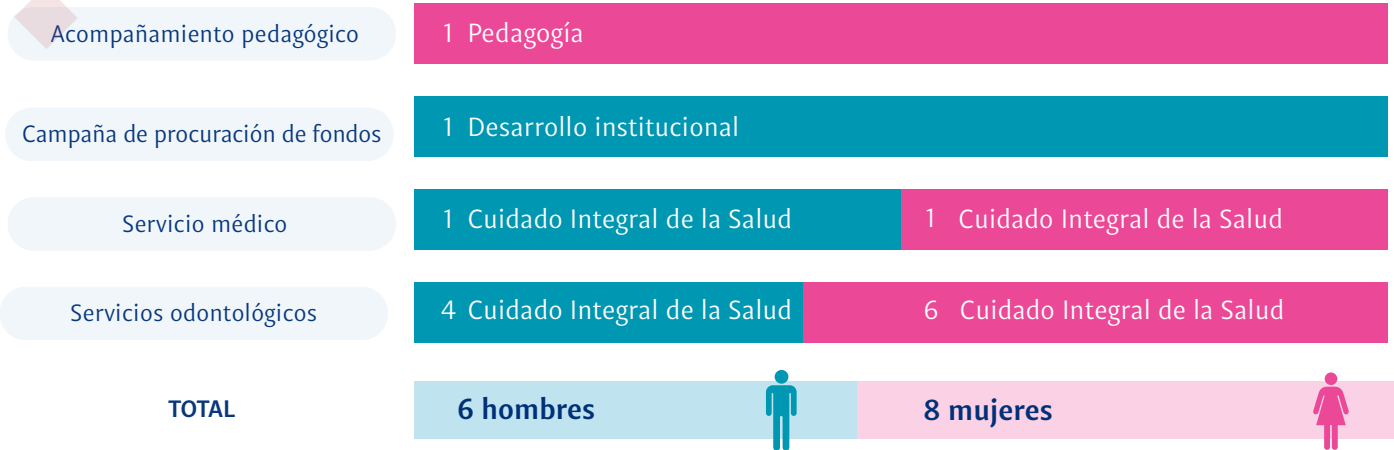 Acompañamiento pedagógico 1 Pedagogía
Campaña de procuración de fondos 1 Desarrollo institucional
Servicio médico 1 Cuidado Integral de la Salud 1 Cuidado Integral de la Salud
Servicios odontológicos 4 Cuidado Integral de la Salud 6 Cuidado Integral de la Salud
TOTAL 6 hombres 8 mujeres